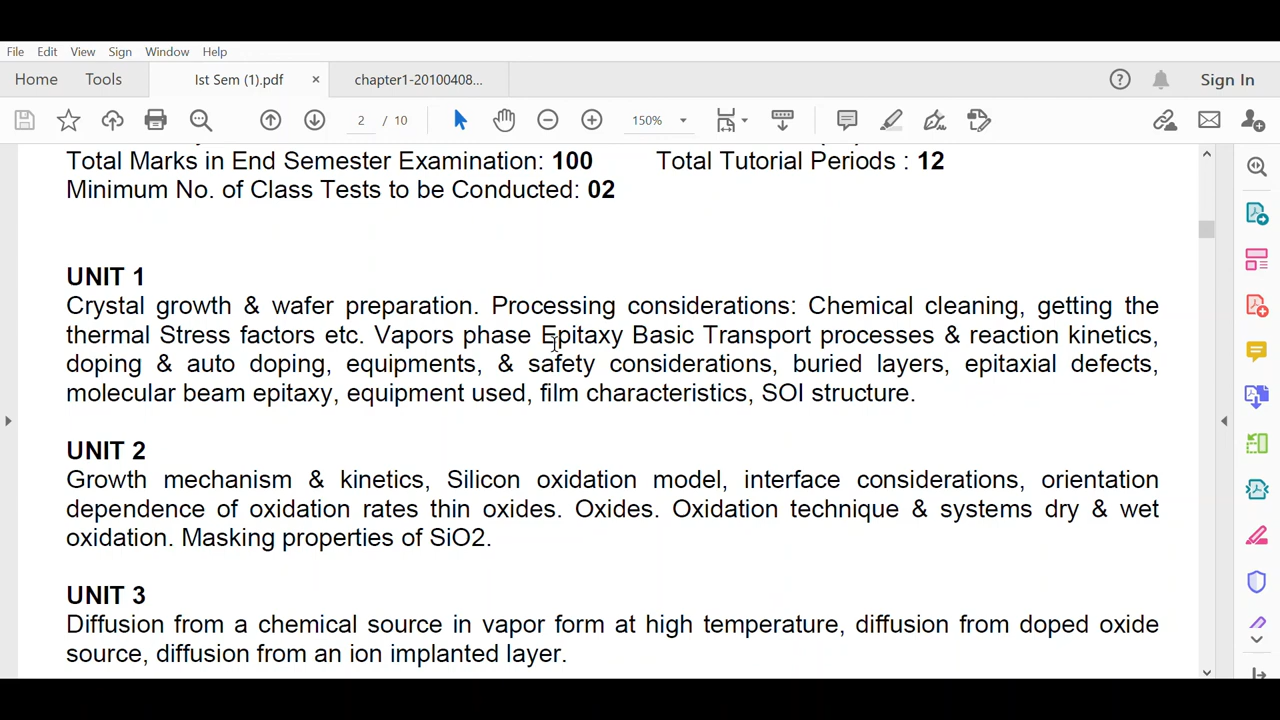 File Edit View Sign Window Help
Home Tools Ist Sem (1).pdf × chapter1-20100408... Sign In
2 / 10 150%
Total Marks in End Semester Examination: 100 Total Tutorial Periods : 12
Minimum No. of Class Tests to be Conducted: 02
UNIT 1
Crystal growth & wafer preparation. Processing considerations: Chemical cleaning, getting the
thermal Stress factors etc. Vapors phase Epitaxy Basic Transport processes & reaction kinetics,
doping & auto doping, equipments, & safety considerations, buried layers, epitaxial defects,
molecular beam epitaxy, equipment used, film characteristics, SOI structure.
UNIT 2
Growth mechanism & kinetics, Silicon oxidation model, interface considerations, orientation
dependence of oxidation rates thin oxides. Oxides. Oxidation technique & systems dry & wet
oxidation. Masking properties of SiO2.
UNIT 3
Diffusion from a chemical source in vapor form at high temperature, diffusion from doped oxide
source, diffusion from an ion implanted layer.